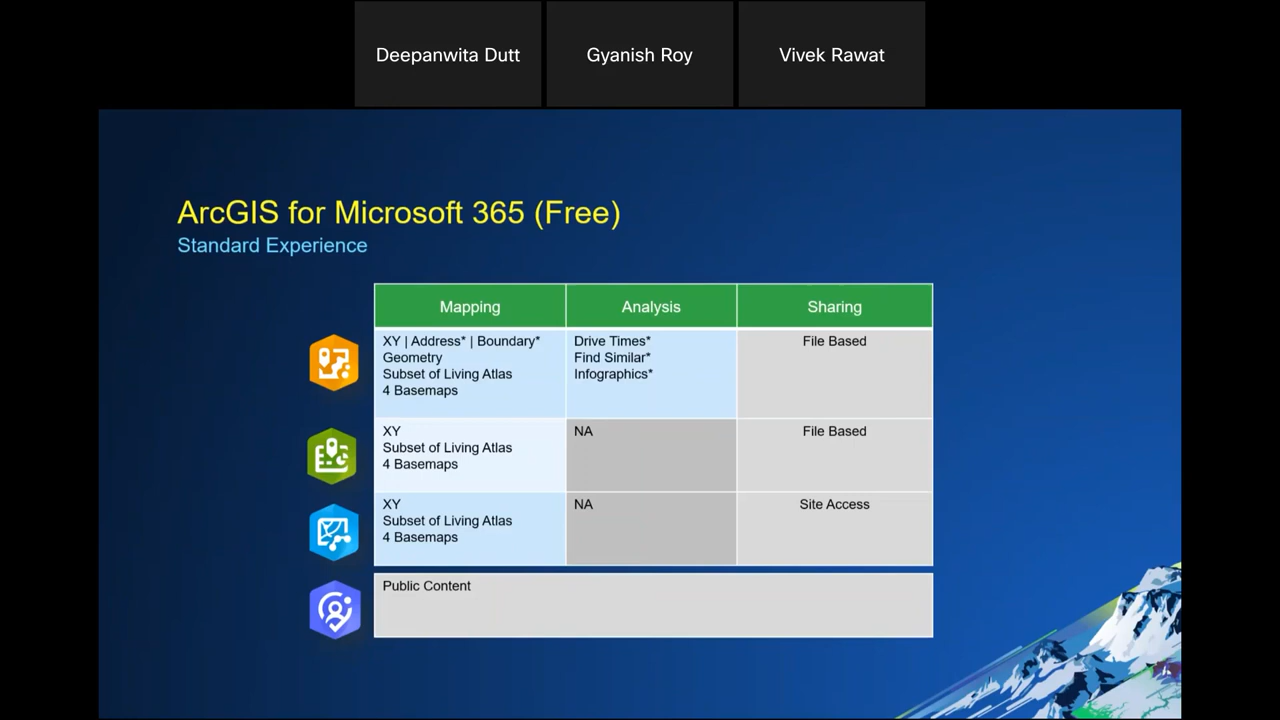 Deepanwita Dutt
Gyanish Roy
Vivek Rawat
ArcGIS for Microsoft 365 (Free)
Standard Experience
Mapping
Analysis
Sharing
XY | Address* | Boundary*
Geometry
Subset of Living Atlas
4 Basemaps
Drive Times*
Find Similar*
Infographics*
File Based
XY
Subset of Living Atlas
4 Basemaps
NA
File Based
XY
Subset of Living Atlas
4 Basemaps
NA
Site Access
Public Content